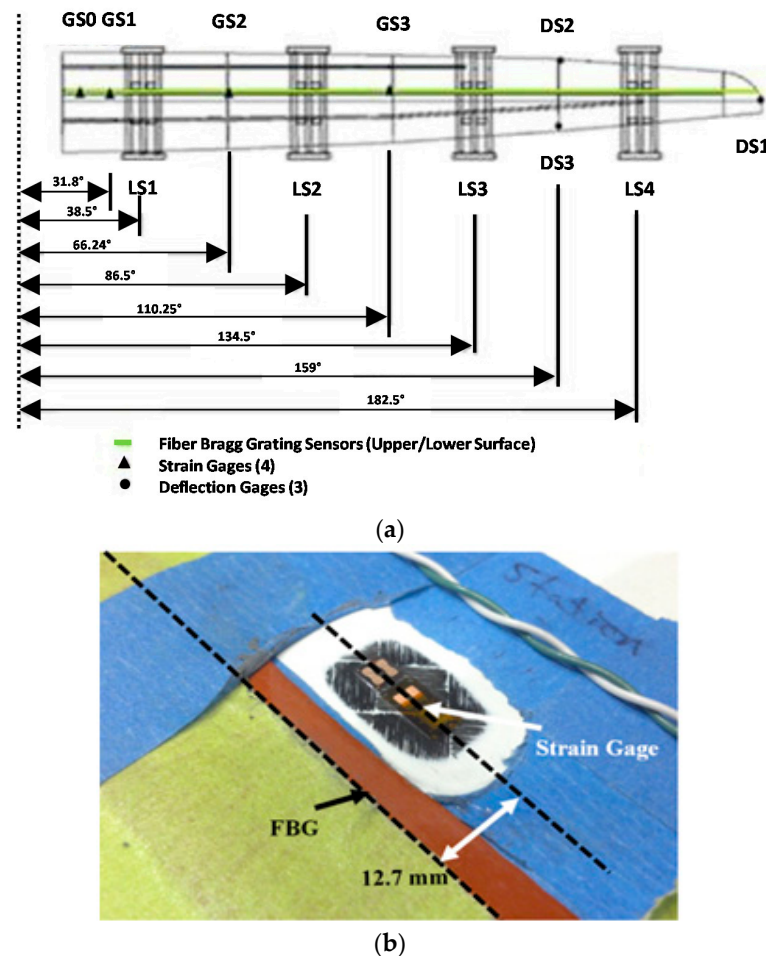 GS0 GS1 GS2 GS3 DS2
DS1
DS3
LS1 LS2 LS3 LS4
31.8°
38.5°
66.24°
86.5°
110.25°
134.5°
159°
182.5°
Fiber Bragg Grating Sensors (Upper/Lower Surface)
Strain Gages (4)
Deflection Gages (3)
(a)
Station
Strain Gage
FBG
12.7 mm
(b)